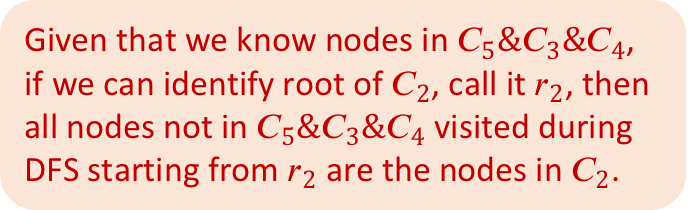 Given that we know nodes in C₅&C₃&C₄,
if we can identify root of C₂, call it r₂, then
all nodes not in C₅&C₃&C₄ visited during
DFS starting from r₂ are the nodes in C₂.